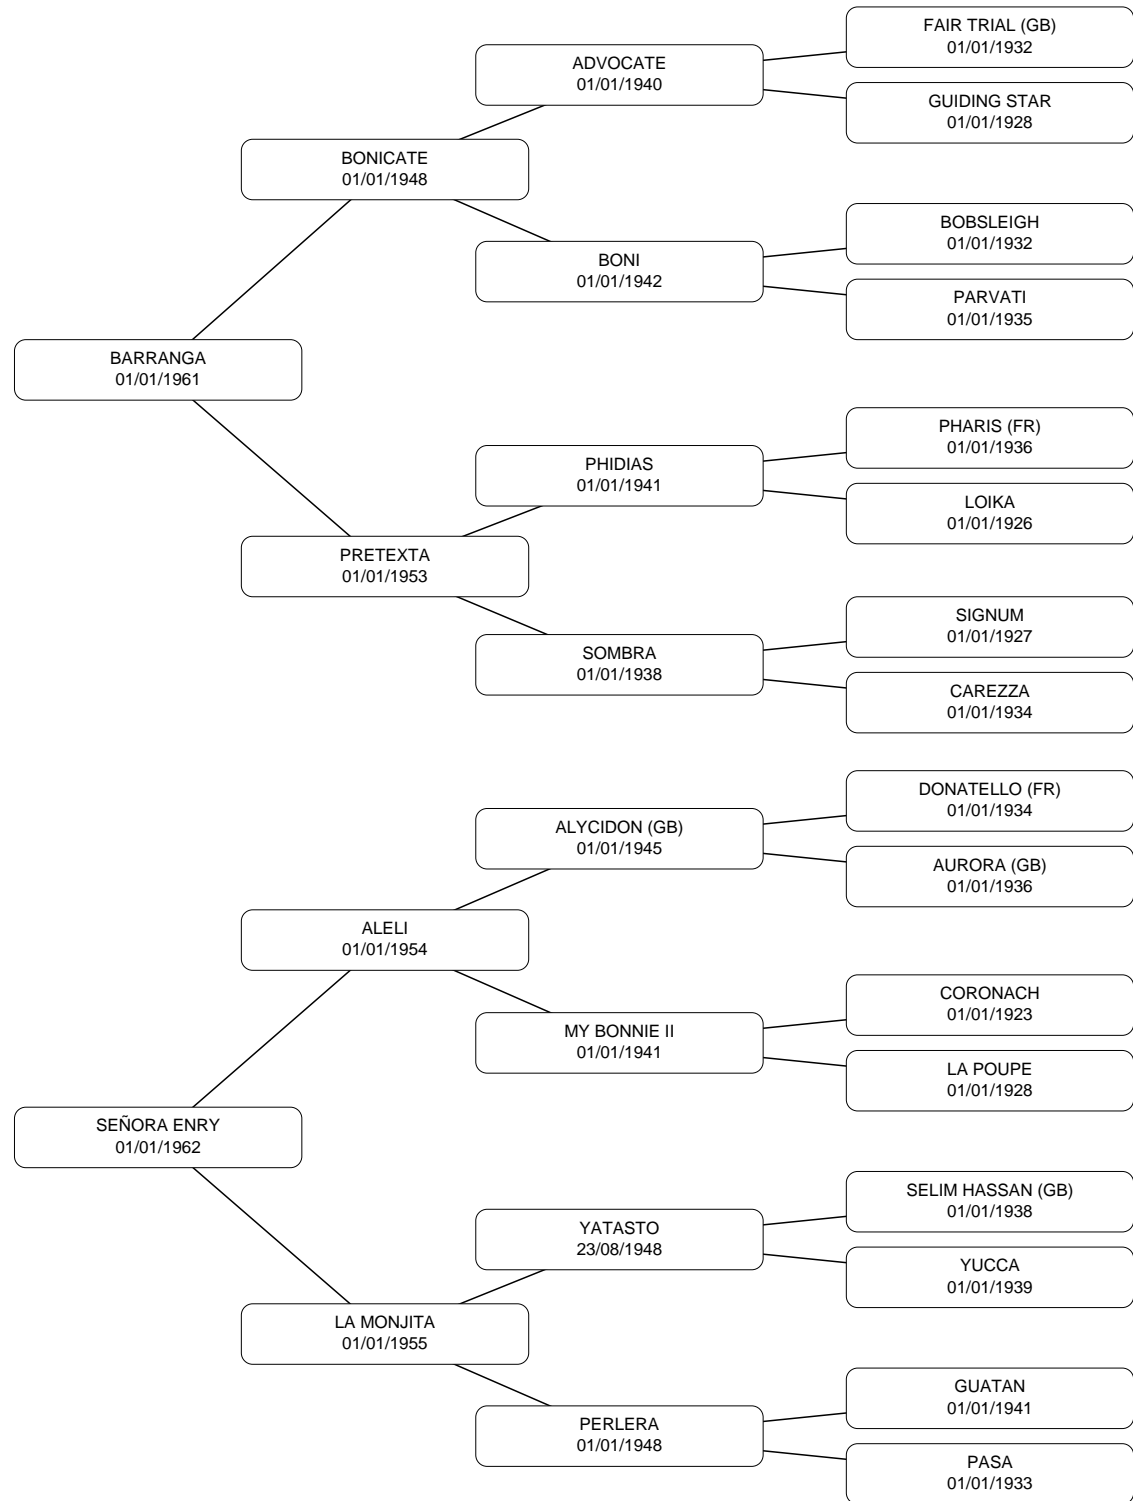 FAIR TRIAL (GB)
01/01/1932
ADVOCATE
01/01/1940
GUIDING STAR
01/01/1928
BONICATE
01/01/1948
BOBSLEIGH
01/01/1932
BONI
01/01/1942
PARVATI
01/01/1935
BARRANGA
01/01/1961
PHARIS (FR)
01/01/1936
PHIDIAS
01/01/1941
LOIKA
01/01/1926
PRETEXTA
01/01/1953
SIGNUM
01/01/1927
SOMBRA
01/01/1938
CAREZZA
01/01/1934
DONATELLO (FR)
01/01/1934
ALYCIDON (GB)
01/01/1945
AURORA (GB)
01/01/1936
ALELI
01/01/1954
CORONACH
01/01/1923
MY BONNIE II
01/01/1941
LA POUPE
01/01/1928
SEÑORA ENRY
01/01/1962
SELIM HASSAN (GB)
01/01/1938
YATASTO
23/08/1948
YUCCA
01/01/1939
LA MONJITA
01/01/1955
GUATAN
01/01/1941
PERLERA
01/01/1948
PASA
01/01/1933